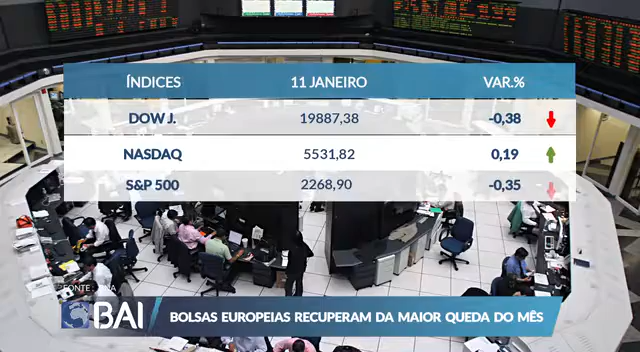 ÍNDICES 11 JANEIRO VAR.%
DOW J. 19887,38 -0,38
NASDAQ 5531,82 0,19
S&P 500 2268,90 -0,35
FONTE:
BAI BOLSAS EUROPEIAS RECUPERAM DA MAIOR QUEDA DO MÊS